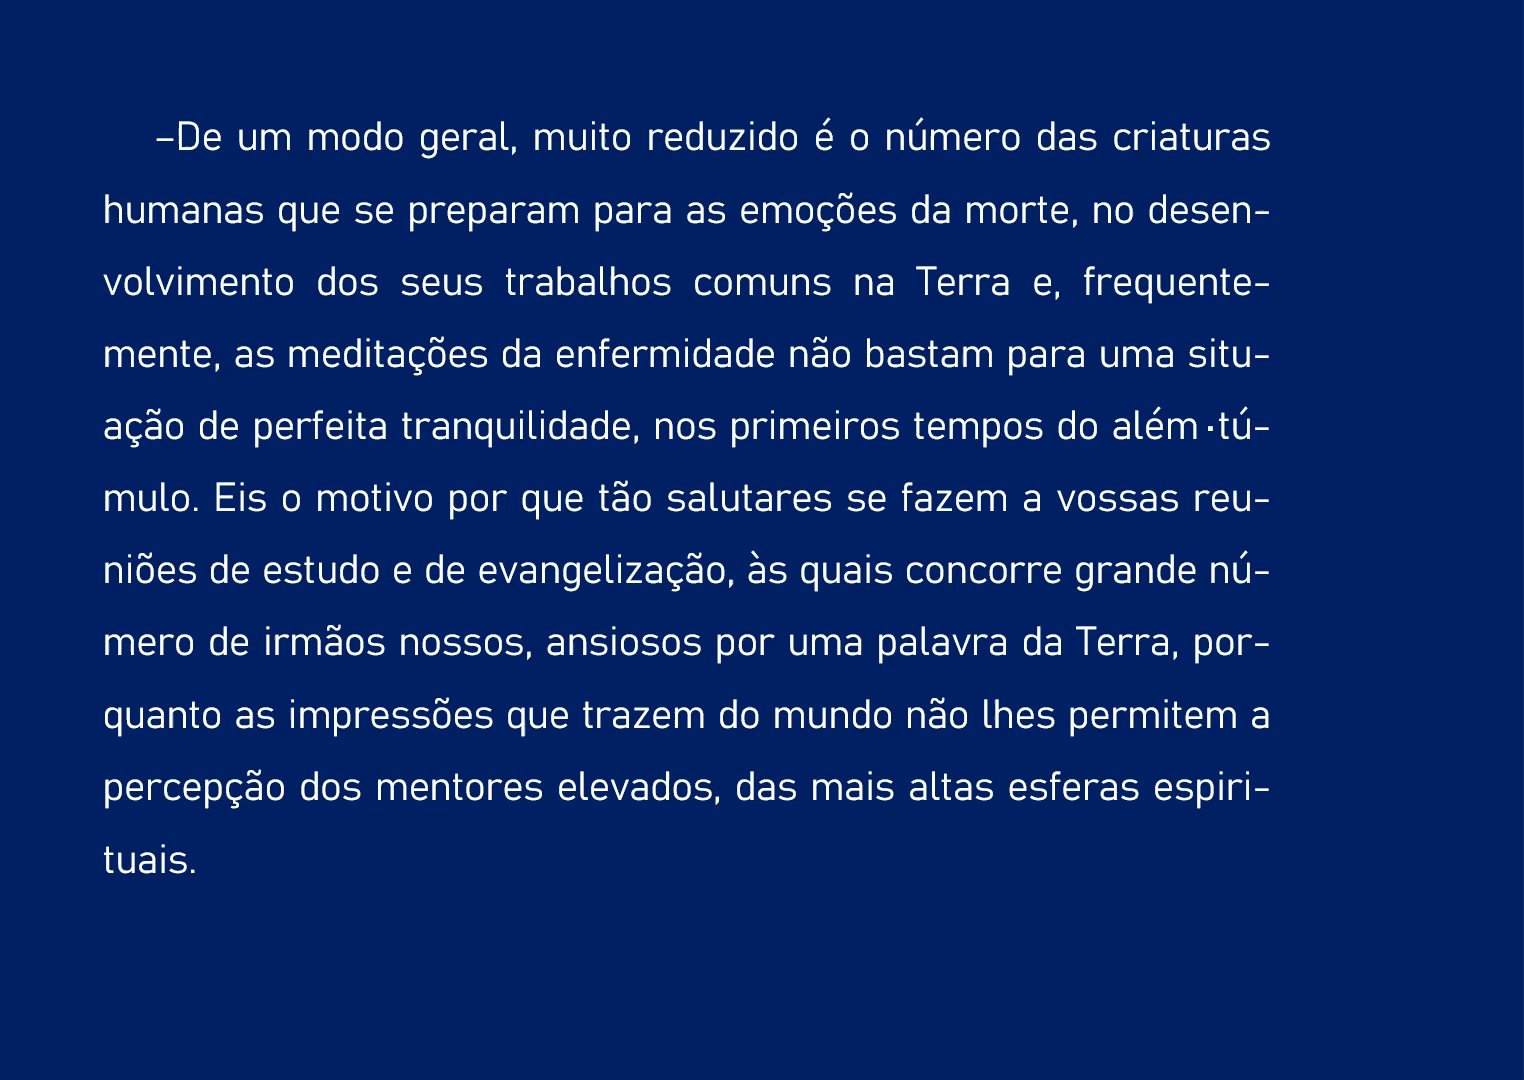 –De um modo geral, muito reduzido é o número das criaturas
humanas que se preparam para as emoções da morte, no desen-
volvimento dos seus trabalhos comuns na Terra e, frequente-
mente, as meditações da enfermidade não bastam para uma situ-
ação de perfeita tranquilidade, nos primeiros tempos do além·tú-
mulo. Eis o motivo por que tão salutares se fazem a vossas reu-
niões de estudo e de evangelização, às quais concorre grande nú-
mero de irmãos nossos, ansiosos por uma palavra da Terra, por-
quanto as impressões que trazem do mundo não lhes permitem a
percepção dos mentores elevados, das mais altas esferas espiri-
tuais.